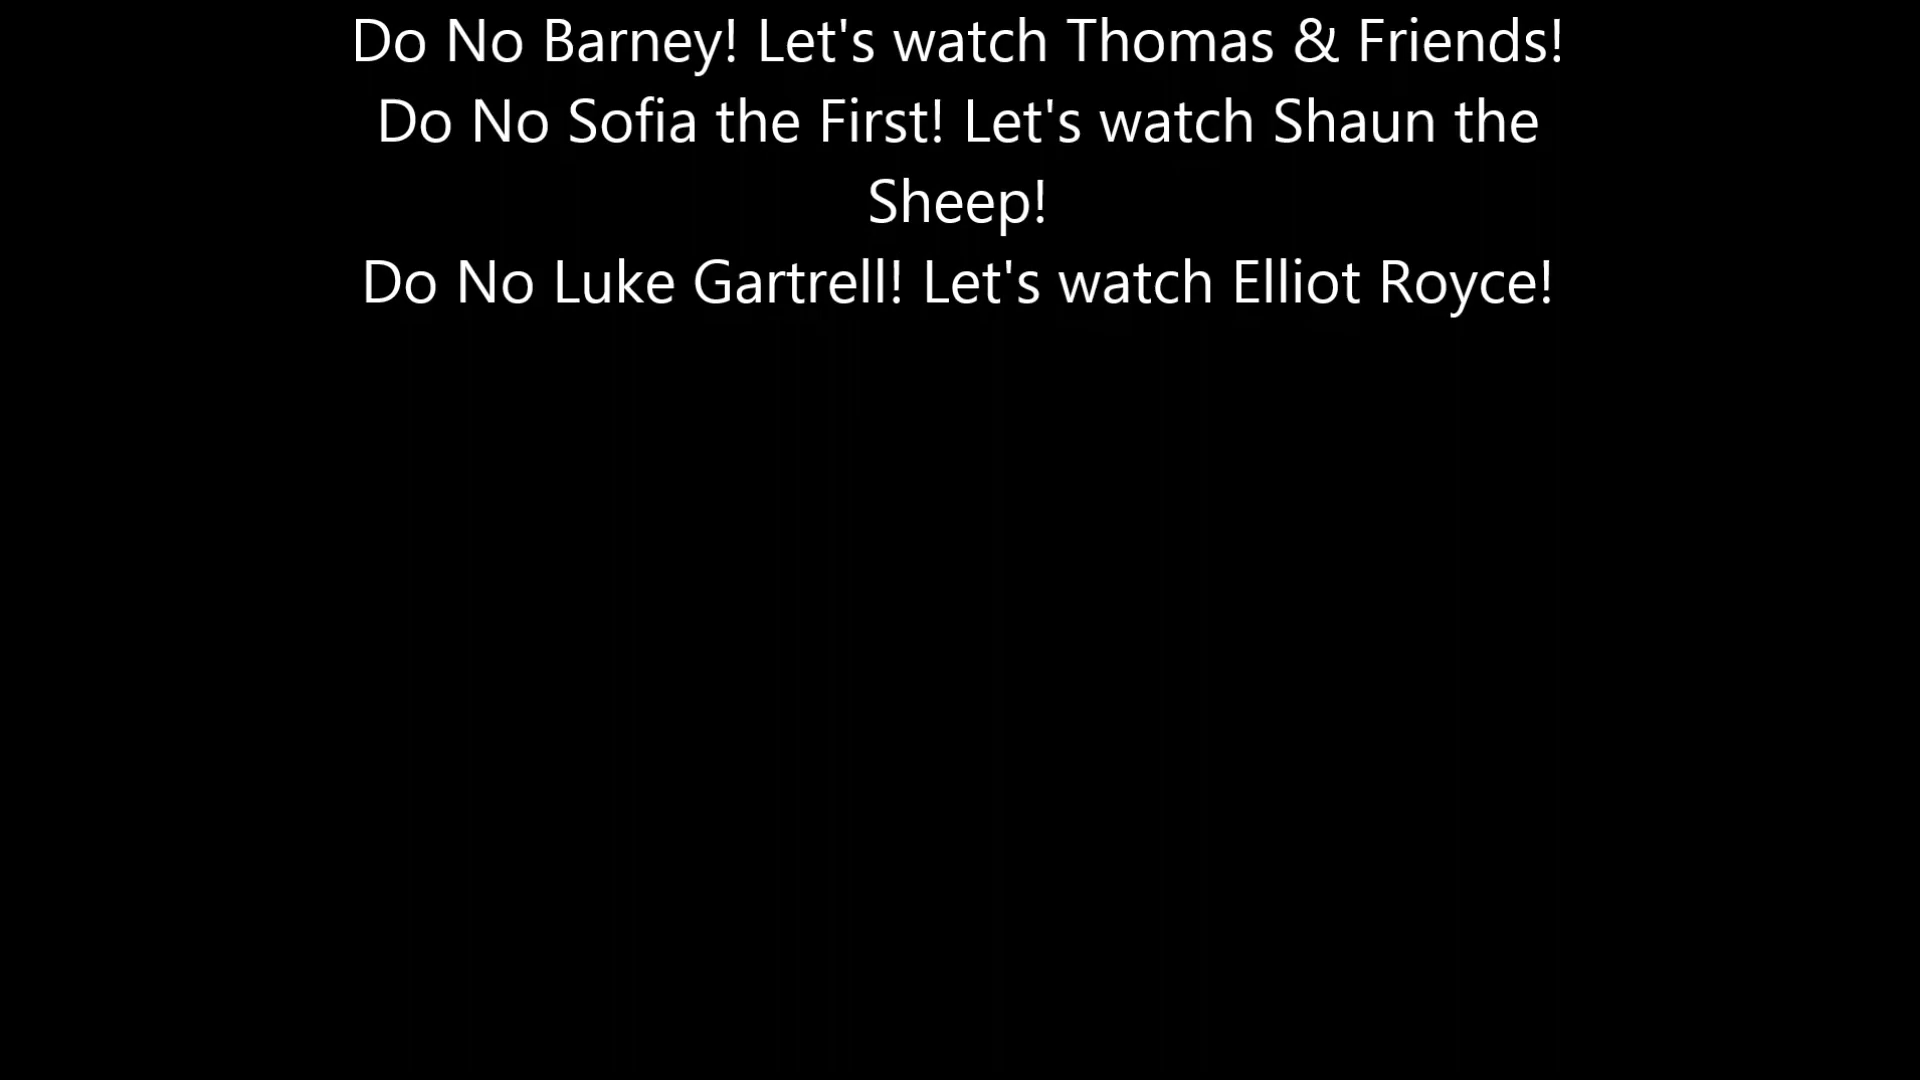 Do No Barney! Let's watch Thomas & Friends!
Do No Sofia the First! Let's watch Shaun the
Sheep!
Do No Luke Gartrell! Let's watch Elliot Royce!